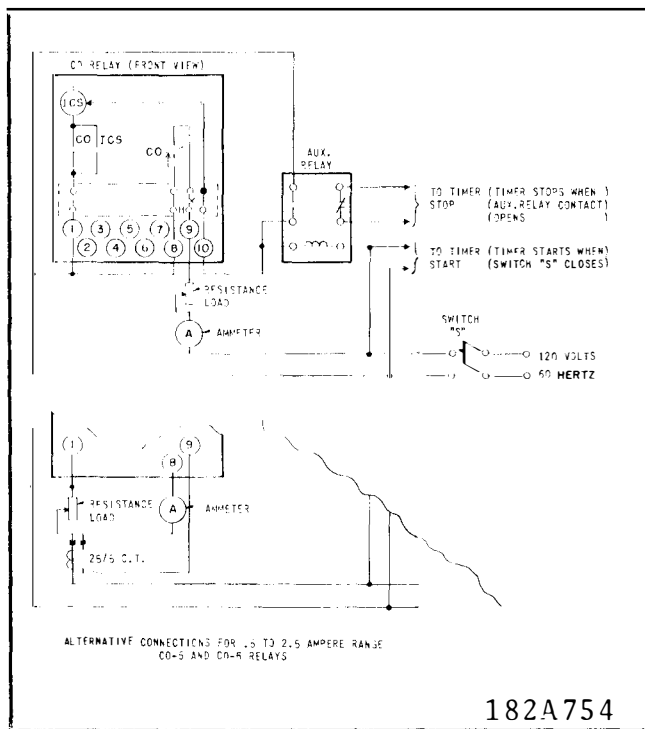 CO RELAY (FRONT VIEW)
ICS
CO ICS
CO
1 3 5 7 9
2 4 6 8 10
RESISTANCE
LOAD
A AMMETER
AUX.
RELAY
TO TIMER (TIMER STOPS WHEN )
STOP (AUX.RELAY CONTACT)
(OPENS )
TO TIMER (TIMER STARTS WHEN)
START (SWITCH "S" CLOSES)
SWITCH
"S"
120 VOLTS
60 HERTZ
1 9
8
RESISTANCE
LOAD
A AMMETER
25/5 C.T.
ALTERNATIVE CONNECTIONS FOR .5 TO 2.5 AMPERE RANGE
CO-5 AND CO-6 RELAYS
182A754